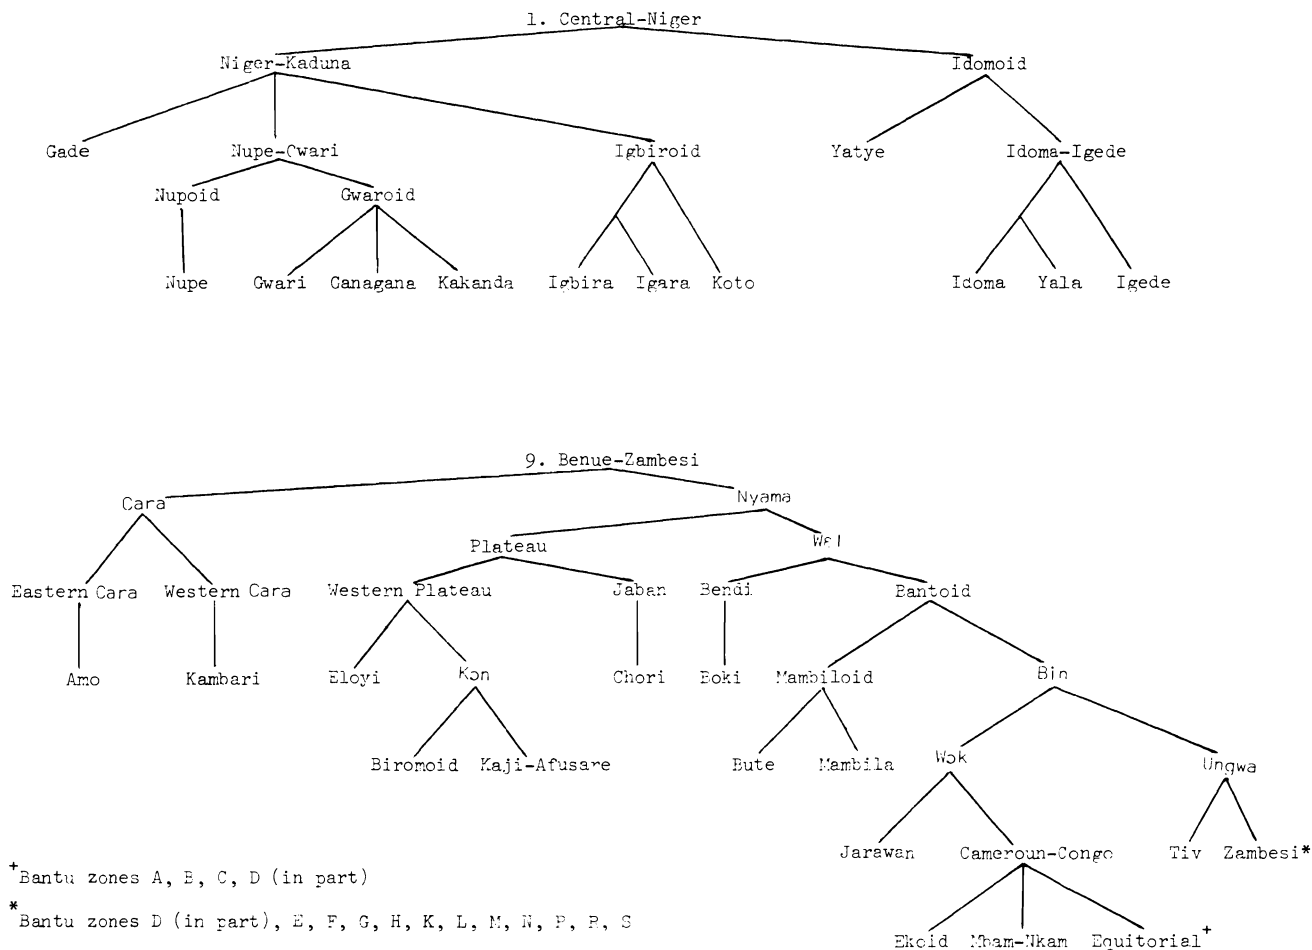 1. Central-Niger
Niger-Kaduna Idomoid
Gade Nupe-Gwari Igbiroid Yatye Idoma-Igede
Nupoid Gwaroid
Nupe Gwari Ganagana Kakanda Igbira Igara Koto Idoma Yala Igede
9. Benue-Zambesi
Cara Nyama
Plateau Wɛl
Eastern Cara Western Cara Western Plateau Jaban Bendi Bantoid
Amo Kambari Eloyi Kɔn Chori Boki Mambiloid Bin
Biromoid Kaji-Afusare Bute Mambila Wɔk Ungwa
Jarawan Cameroun-Congo Tiv Zambesi*
+Bantu zones A, B, C, D (in part)
*Bantu zones D (in part), E, F, G, H, K, L, M, N, P, R, S
Ekoid Mbam-Nkam Equitorial+